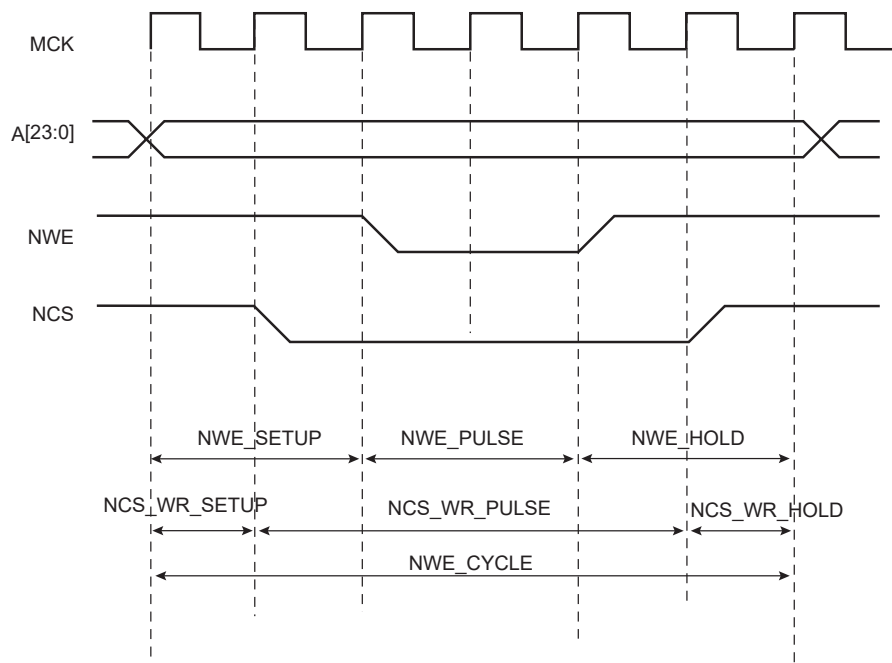 MCK
A[23:0]
NWE
NCS
NWE_SETUP NWE_PULSE NWE_HOLD
NCS_WR_SETUP NCS_WR_PULSE NCS_WR_HOLD
NWE_CYCLE